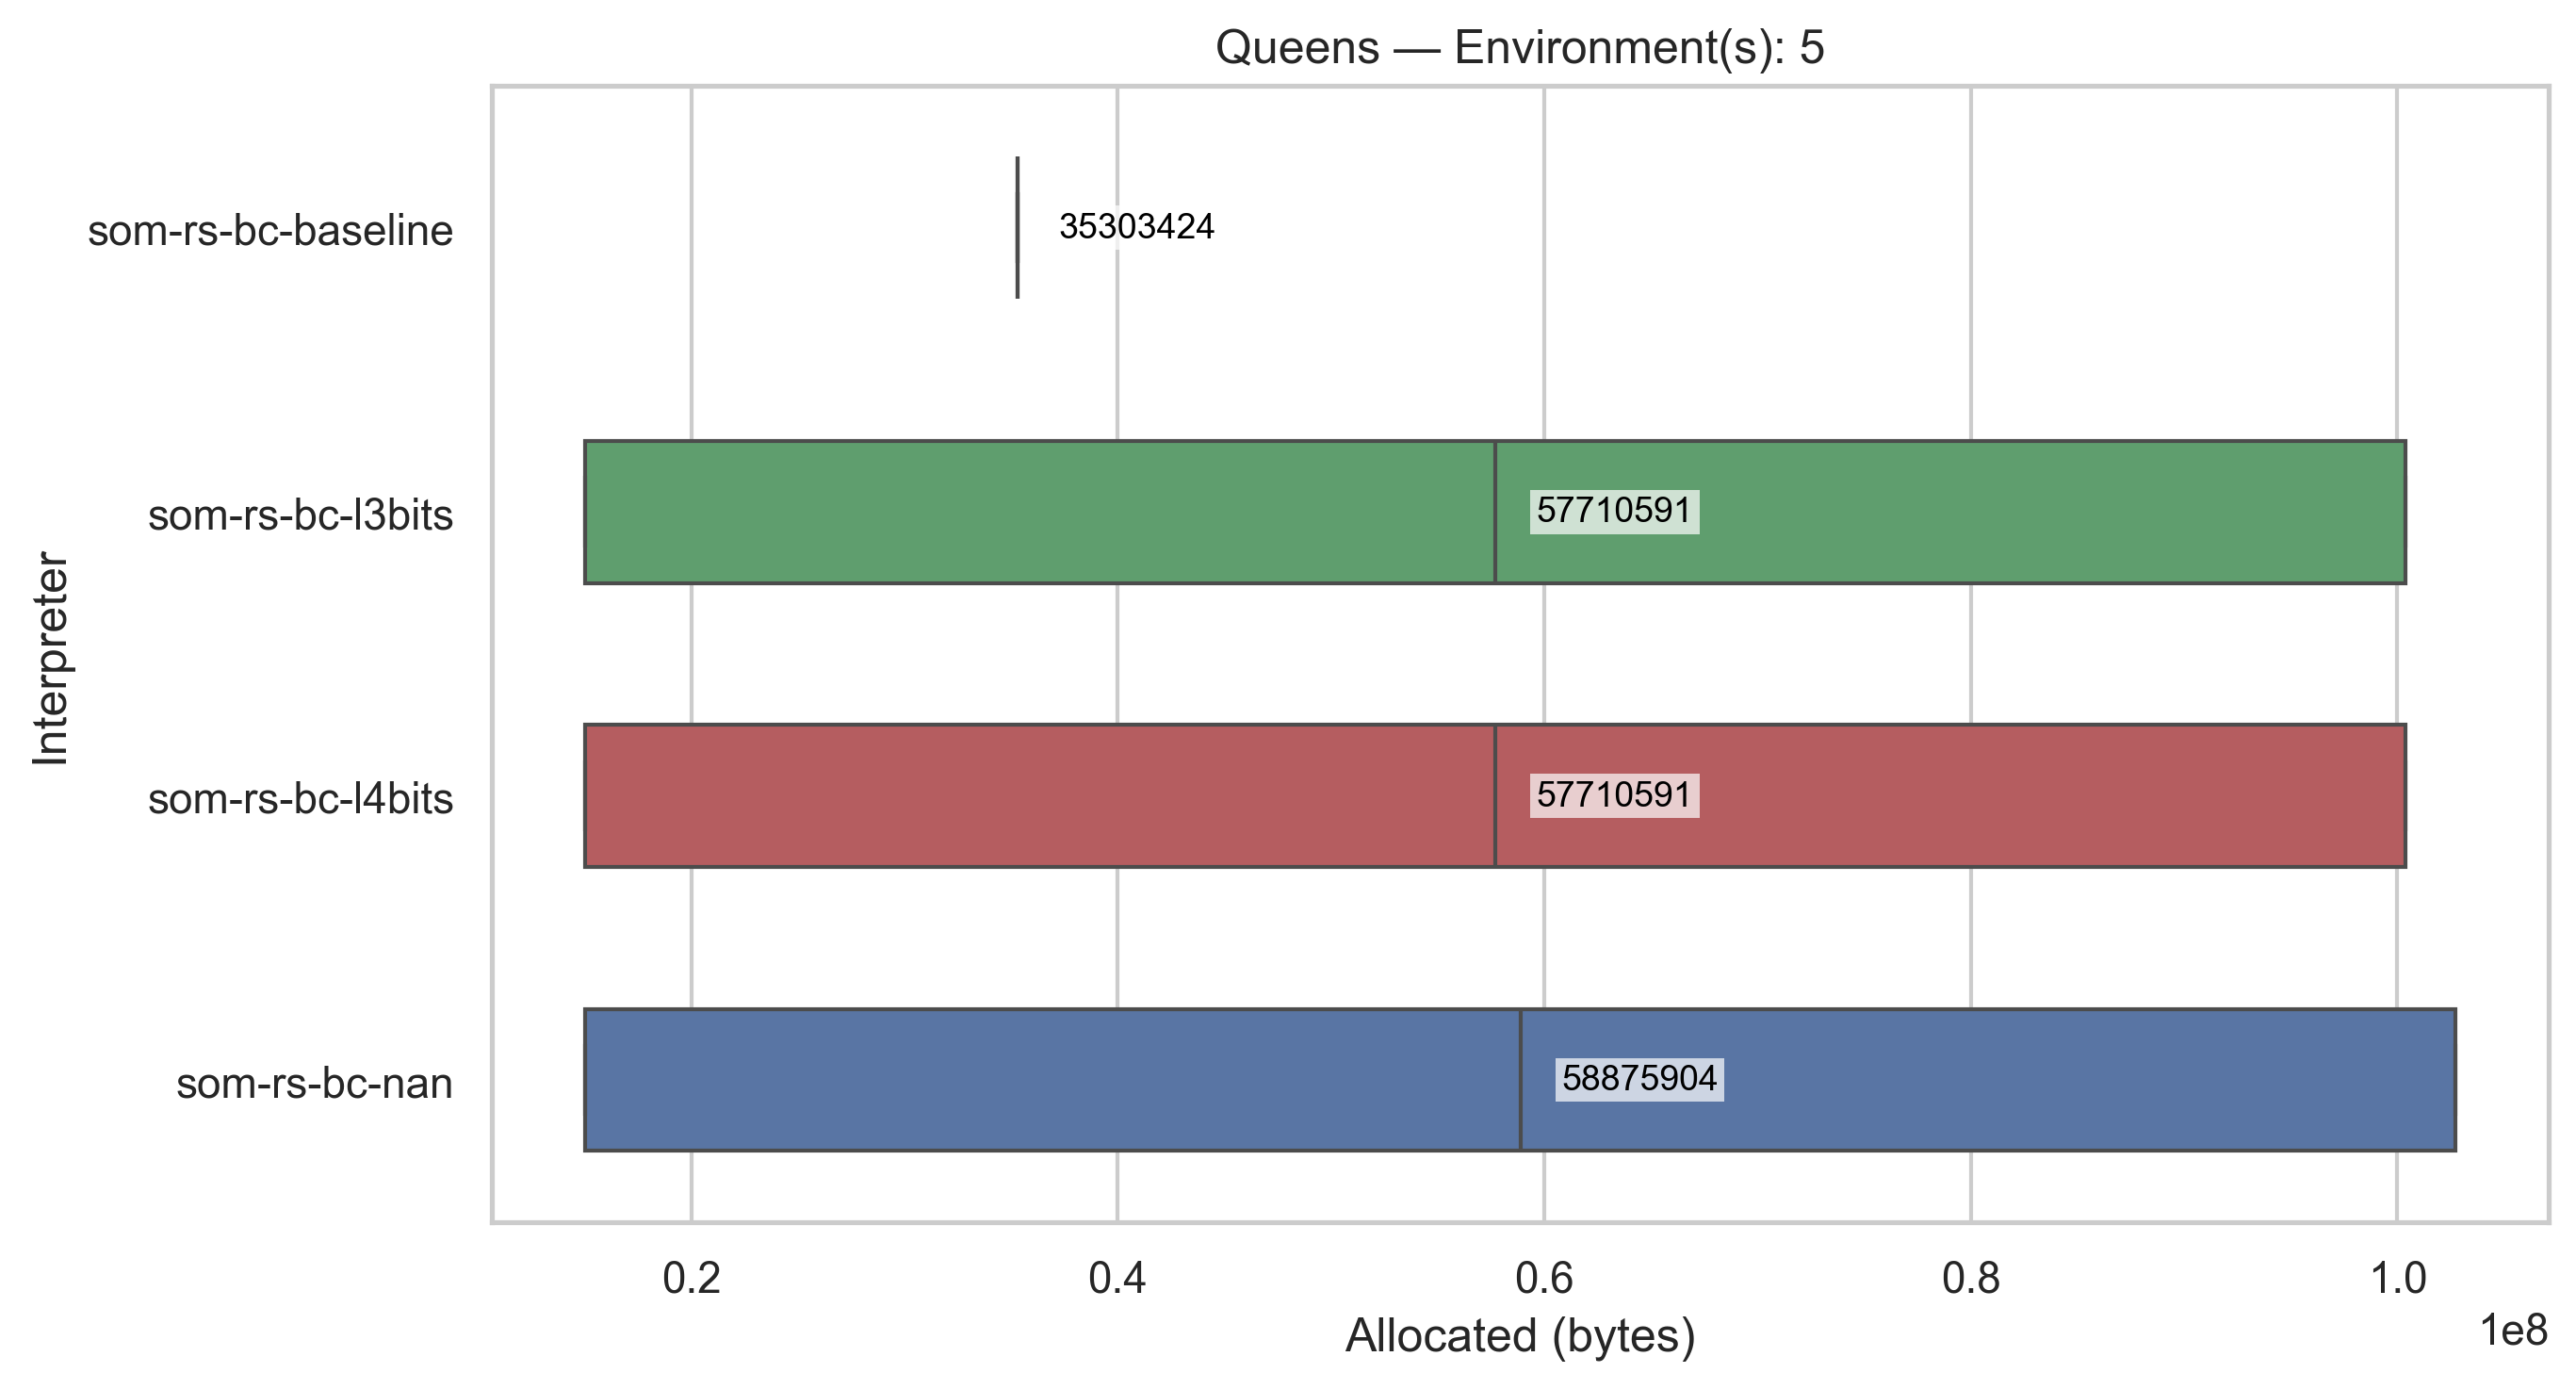 Queens — Environment(s): 5
som-rs-bc-baseline
35303424
som-rs-bc-l3bits
57710591
som-rs-bc-l4bits
57710591
som-rs-bc-nan
58875904
Interpreter
0.2 0.4 0.6 0.8 1.0
1e8
Allocated (bytes)